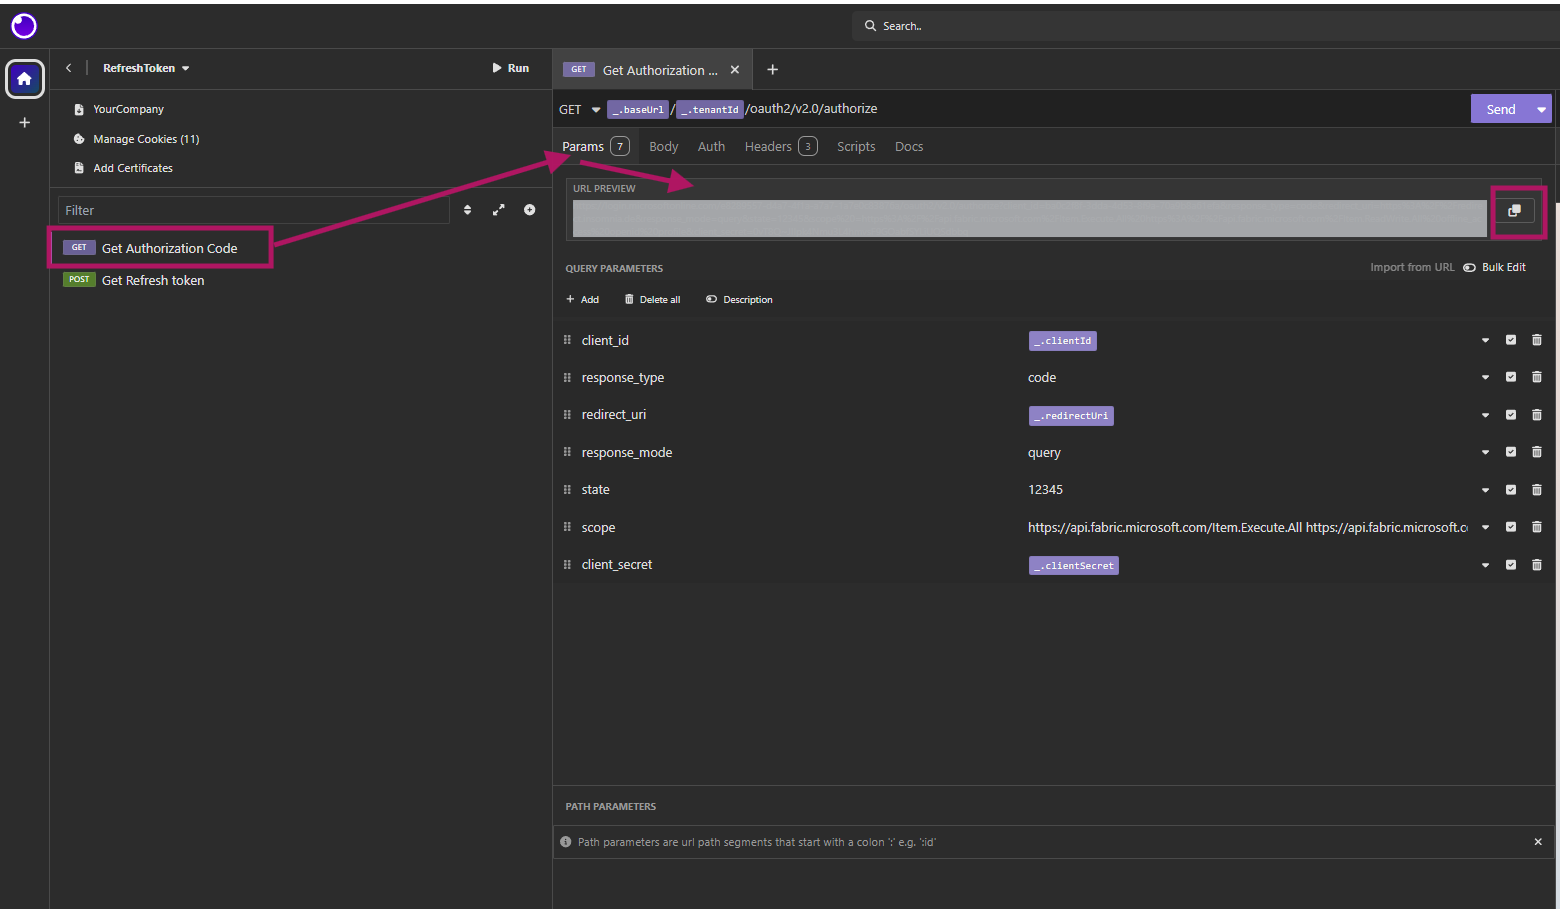 Search..
RefreshToken
Run
GET Get Authorization ...
YourCompany
Manage Cookies (11)
Add Certificates
GET _.baseUrl / _.tenantId /oauth2/v2.0/authorize
Send
Params 7 Body Auth Headers 3 Scripts Docs
URL PREVIEW
Filter
GET Get Authorization Code
POST Get Refresh token
QUERY PARAMETERS
Import from URL Bulk Edit
Add Delete all Description
client_id _.clientId
response_type code
redirect_uri _.redirectUri
response_mode query
state 12345
scope https://api.fabric.microsoft.com/Item.Execute.All https://api.fabric.microsoft.c
client_secret _.clientSecret
PATH PARAMETERS
Path parameters are url path segments that start with a colon ':' e.g. ':id'